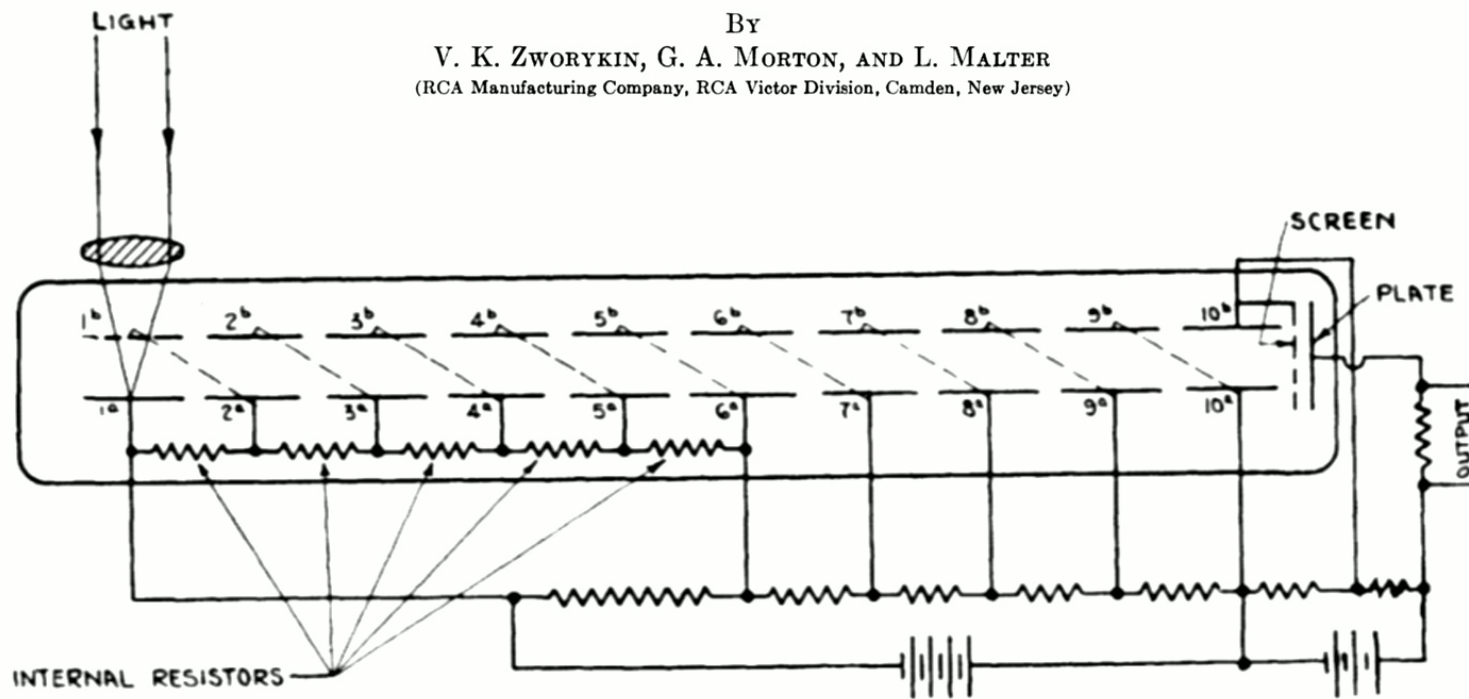 LIGHT
By
V. K. Zworykin, G. A. Morton, and L. Malter
(RCA Manufacturing Company, RCA Victor Division, Camden, New Jersey)
SCREEN
PLATE
1b 2b 3b 4b 5b 6b 7b 8b 9b 10b
1a 2a 3a 4a 5a 6a 7a 8a 9a 10a
OUTPUT
INTERNAL RESISTORS